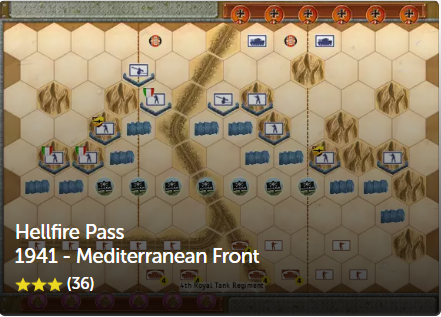 4th Royal Tank Regiment
Hellfire Pass
1941 - Mediterranean Front
(36)